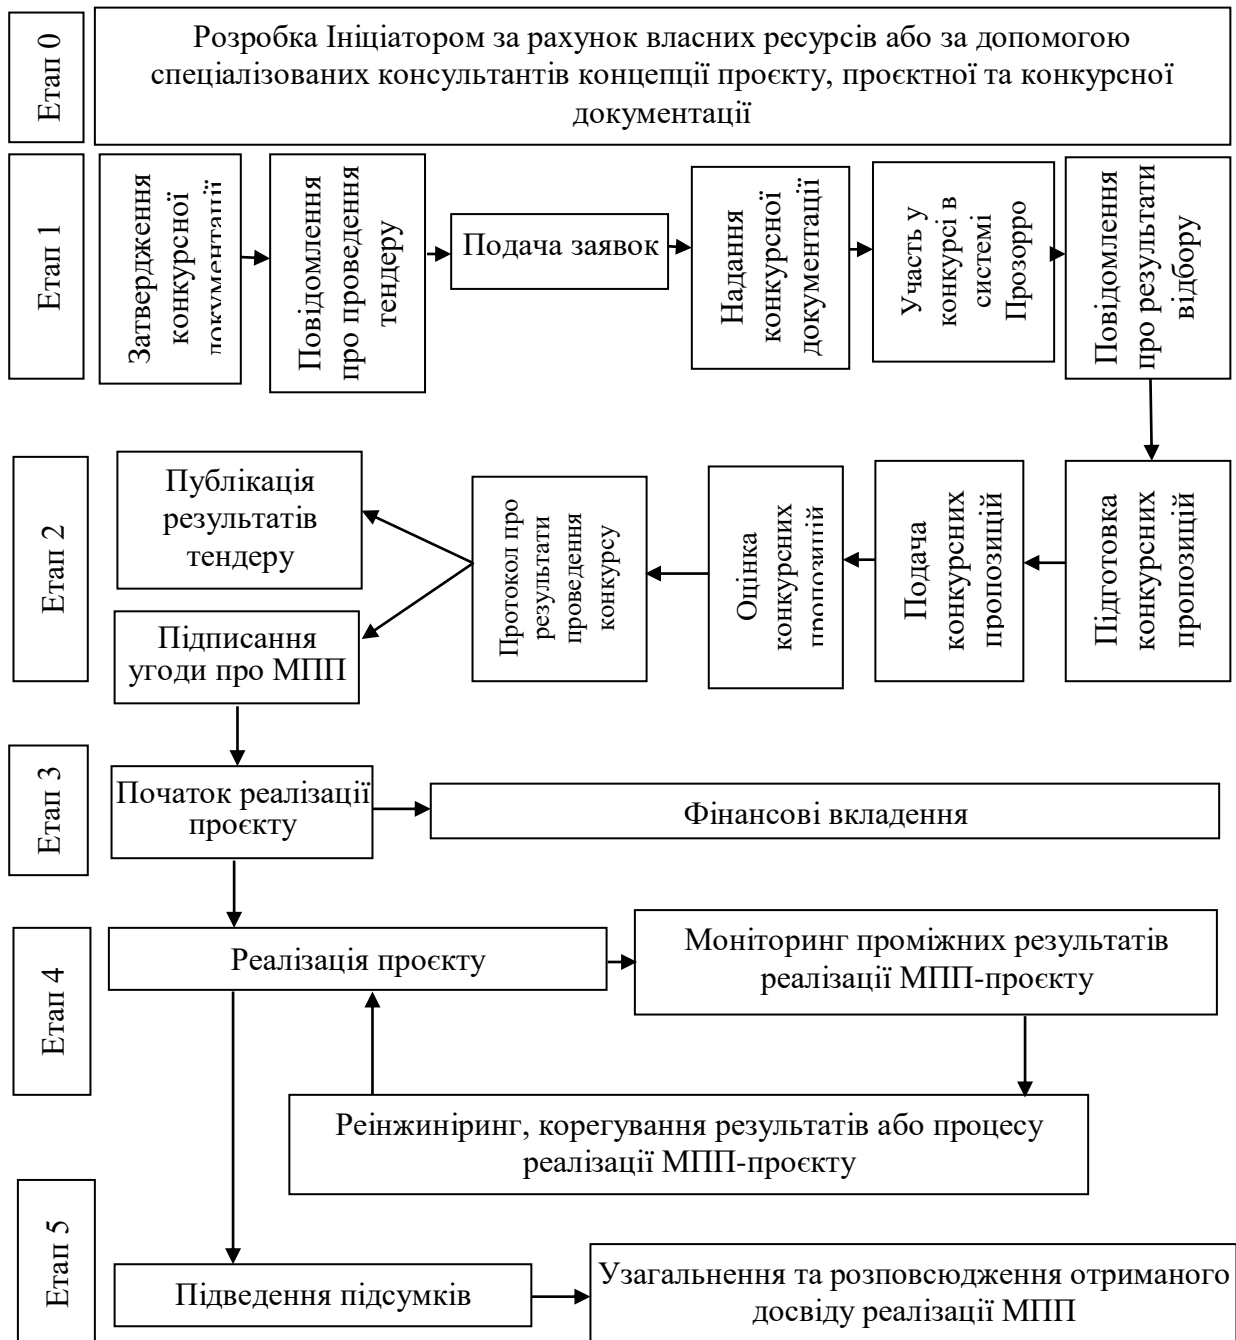 Етап 0
Розробка Ініціатором за рахунок власних ресурсів або за допомогою
спеціалізованих консультантів концепції проєкту, проєктної та конкурсної
документації
Етап 1
Затвердження
конкурсної
документації
Повідомлення
про проведення
тендеру
Подача заявок
Надання
конкурсної
документації
Участь у
конкурсі в
системі
Прозорро
Повідомлення
про результати
відбору
Етап 2
Публікація
результатів
тендеру
Підписання
угоди про МПП
Протокол про
результати
проведення
конкурсу
Оцінка
конкурсних
пропозицій
Подача
конкурсних
пропозицій
Підготовка
конкурсних
пропозицій
Етап 3
Початок реалізації
проєкту
Фінансові вкладення
Етап 4
Реалізація проєкту
Моніторинг проміжних результатів
реалізації МПП-проєкту
Реінжиніринг, корегування результатів або процесу
реалізації МПП-проєкту
Етап 5
Підведення підсумків
Узагальнення та розповсюдження отриманого
досвіду реалізації МПП